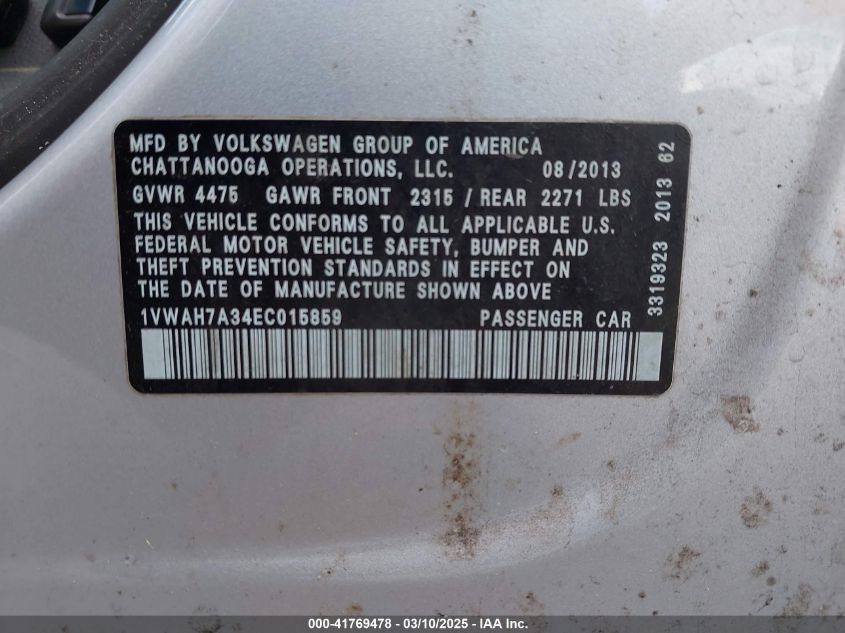 MFD BY VOLKSWAGEN GROUP OF AMERICA
CHATTANOOGA OPERATIONS, LLC. 08/2013
GVWR 4475 GAWR FRONT 2315 / REAR 2271 LBS
THIS VEHICLE CONFORMS TO ALL APPLICABLE U.S.
FEDERAL MOTOR VEHICLE SAFETY, BUMPER AND
THEFT PREVENTION STANDARDS IN EFFECT ON
THE DATE OF MANUFACTURE SHOWN ABOVE
1VWAH7A34EC015859 PASSENGER CAR
3319323 2013 62
000-41769478 - 03/10/2025 - IAA Inc.